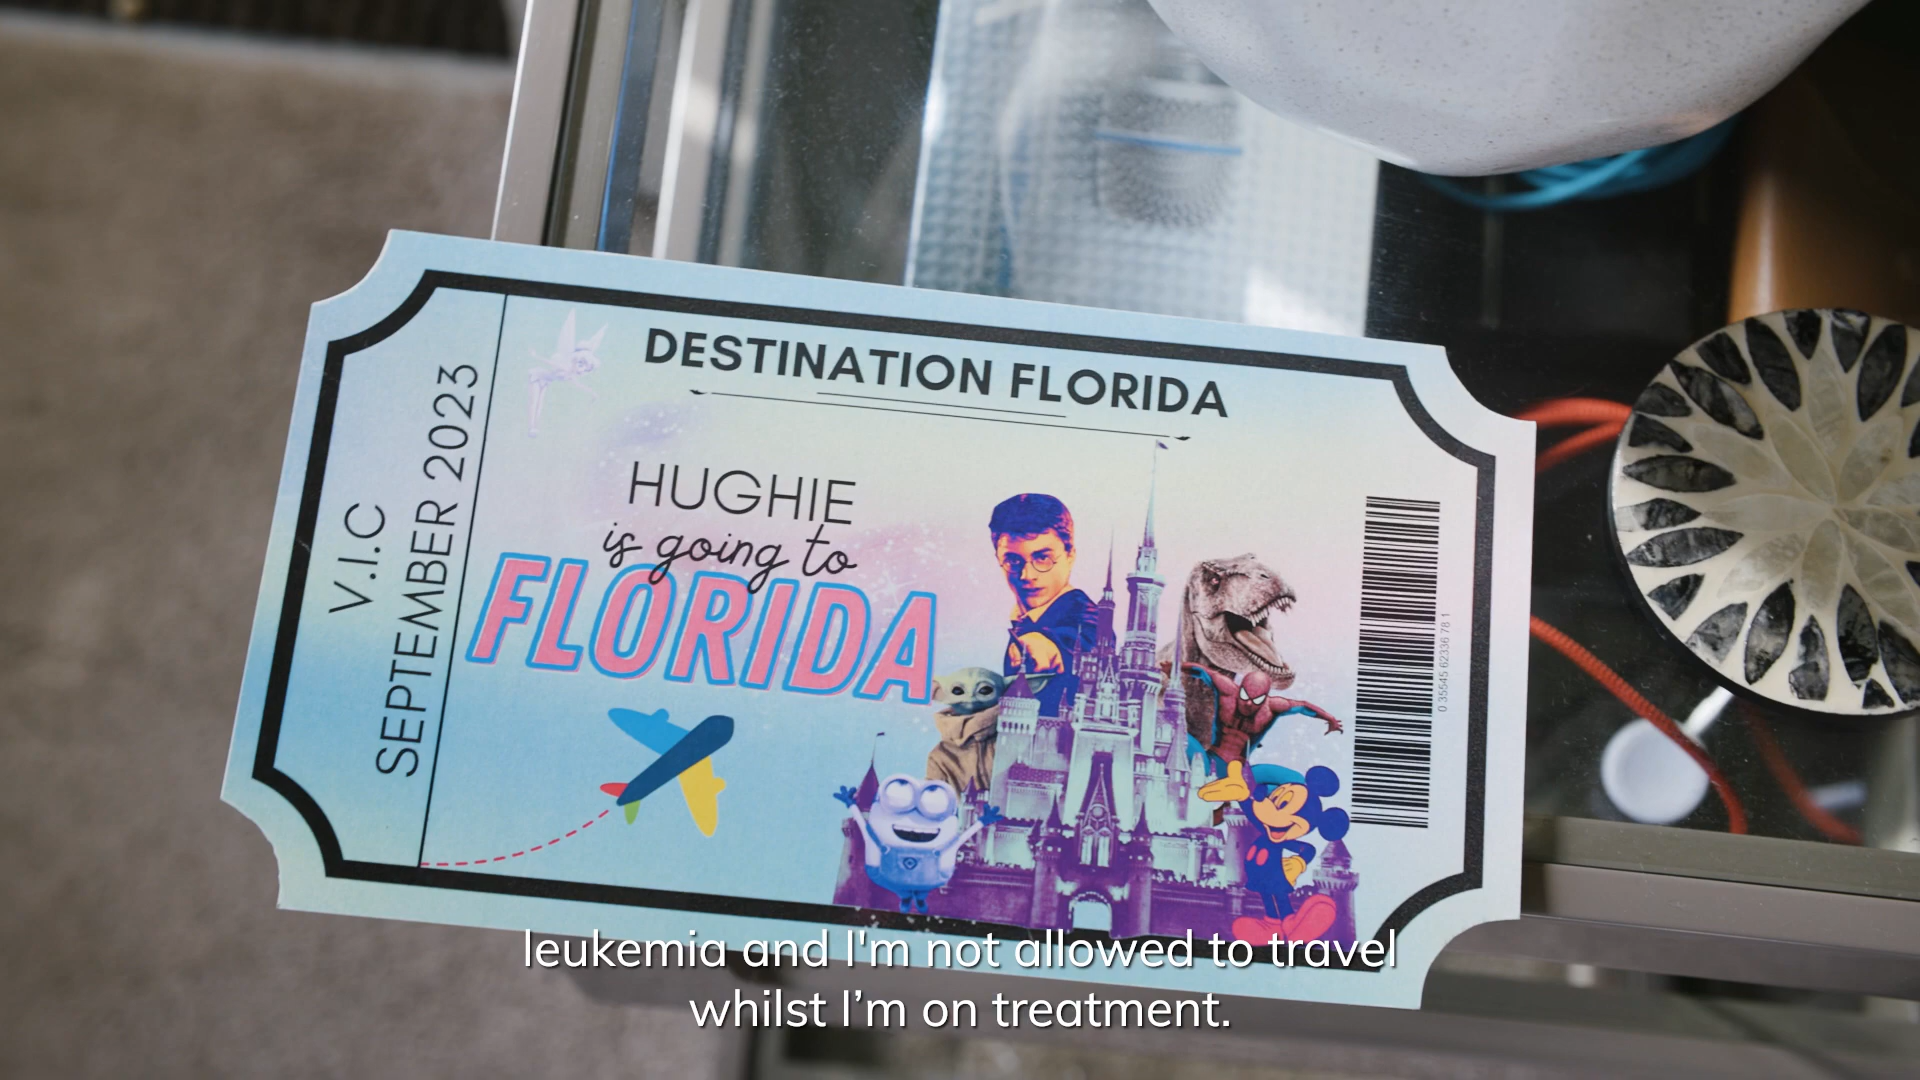 V.I.C
SEPTEMBER 2023
DESTINATION FLORIDA
HUGHIE
is going to
FLORIDA
leukemia and I'm not allowed to travel
whilst I’m on treatment.